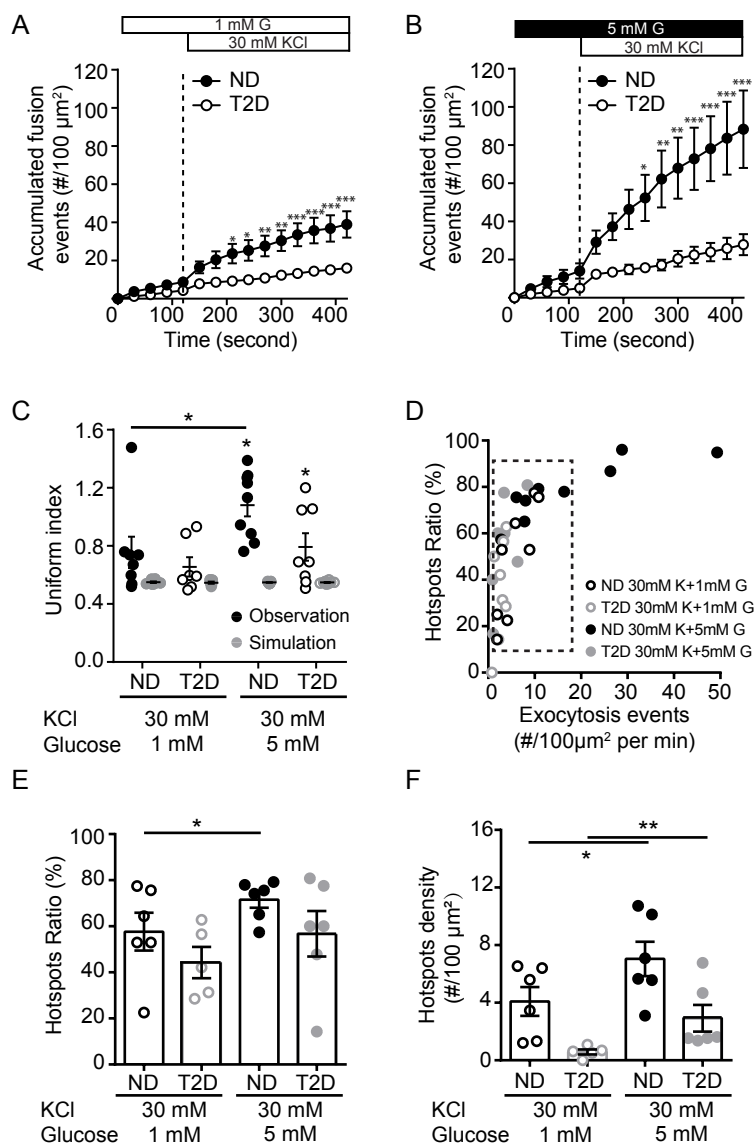 A
1 mM G
30 mM KCl
ND
T2D
Accumulated fusion
events (#/100 µm²)
120
100
80
60
40
20
* * ** ** *** *** *** ***
0 100 200 300 400
Time (second)
B
5 mM G
30 mM KCl
ND
T2D
Accumulated fusion
events (#/100 µm²)
120
100
80
60
40
20
* ** ** *** *** *** ***
0 100 200 300 400
Time (second)
C
Uniform index
1.6
1.2
0.8
0.4
0.0
*
* *
Observation
Simulation
ND T2D ND T2D
KCl 30 mM 30 mM
Glucose 1 mM 5 mM
D
Hotspots Ratio (%)
100
80
60
40
20
0
ND 30mM K+1mM G
T2D 30mM K+1mM G
ND 30mM K+5mM G
T2D 30mM K+5mM G
0 10 20 30 40 50
Exocytosis events
(#/100µm² per min)
E
Hotspots Ratio (%)
100
80
60
40
20
0
*
ND T2D ND T2D
KCl 30 mM 30 mM
Glucose 1 mM 5 mM
F
Hotspots density
(#/100 µm²)
16
12
8
4
0
**
*
ND T2D ND T2D
KCl 30 mM 30 mM
Glucose 1 mM 5 mM